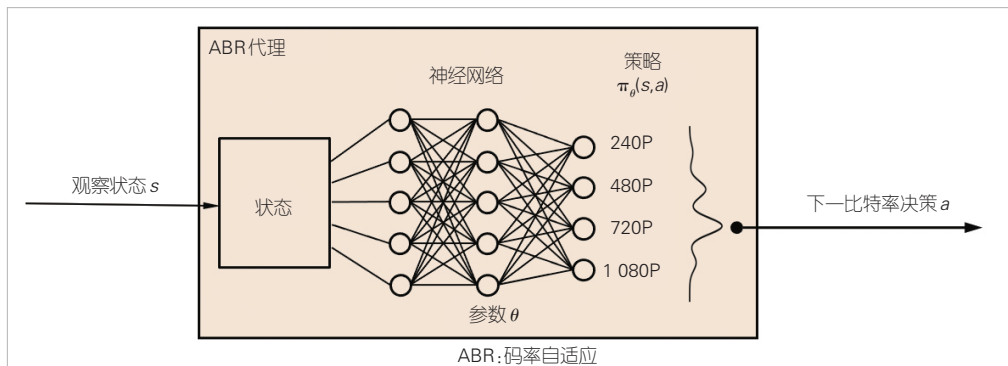 ABR代理
神经网络
策略
π_θ(s,a)
观察状态 s
状态
240P
480P
720P
1 080P
下一比特率决策 a
参数 θ
ABR:码率自适应